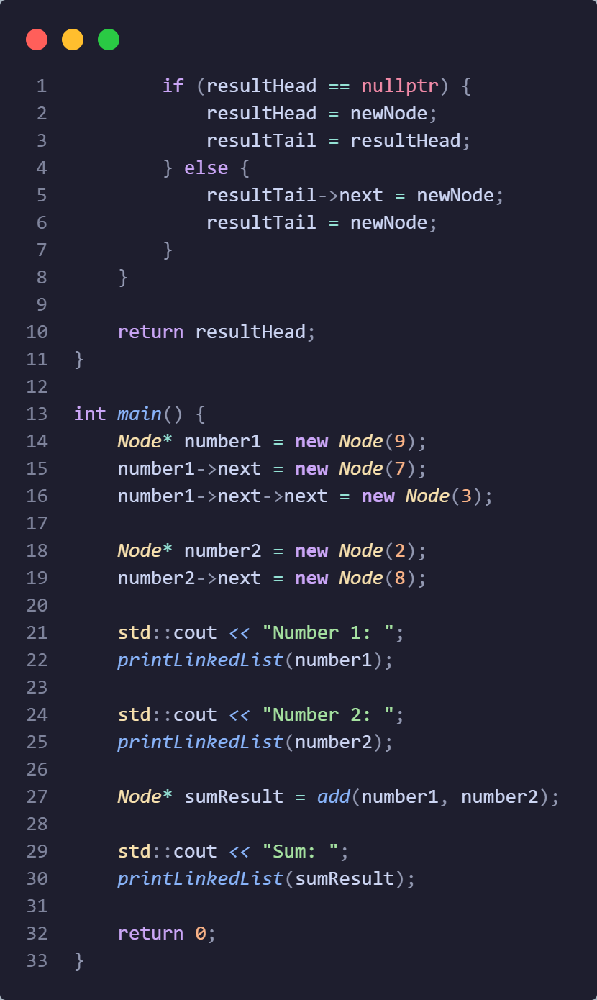 1          if (resultHead == nullptr) {
2              resultHead = newNode;
3              resultTail = resultHead;
4          } else {
5              resultTail->next = newNode;
6              resultTail = newNode;
7          }
8      }
9
10     return resultHead;
11 }
12
13 int main() {
14     Node* number1 = new Node(9);
15     number1->next = new Node(7);
16     number1->next->next = new Node(3);
17
18     Node* number2 = new Node(2);
19     number2->next = new Node(8);
20
21     std::cout << "Number 1: ";
22     printLinkedList(number1);
23
24     std::cout << "Number 2: ";
25     printLinkedList(number2);
26
27     Node* sumResult = add(number1, number2);
28
29     std::cout << "Sum: ";
30     printLinkedList(sumResult);
31
32     return 0;
33 }